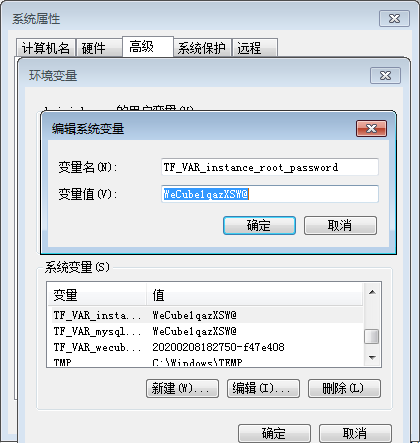 系统属性
计算机名 硬件 高级 系统保护 远程
环境变量
的用户变量(U)
编辑系统变量
变量名(N): TF_VAR_instance_root_password
变量值(V): WeCube1qazXSW@
确定 取消
系统变量(S)
变量 值
TF_VAR_insta... WeCube1qazXSW@
TF_VAR_mysql... WeCube1qazXSW@
TF_VAR_wecub... 20200208182750-f47e408
TMP C:\Windows\TEMP
新建(W)... 编辑(I)... 删除(L)
确定 取消